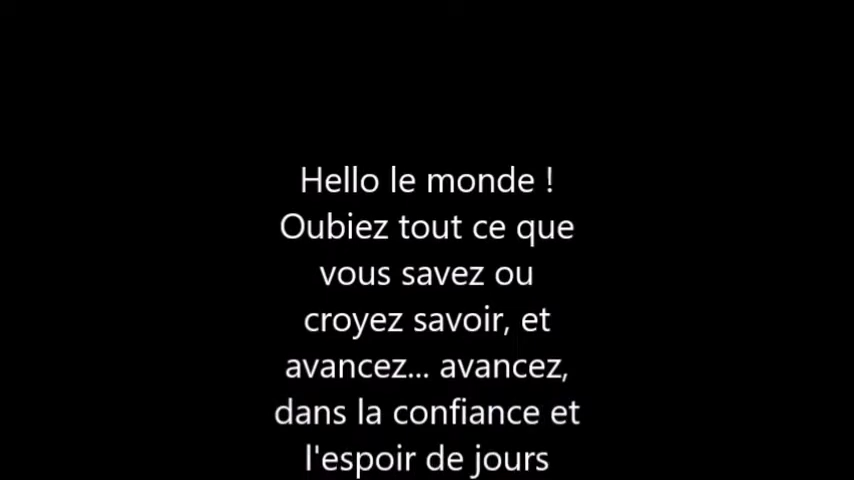 Hello le monde !
Oubiez tout ce que
vous savez ou
croyez savoir, et
avancez... avancez,
dans la confiance et
l'espoir de jours